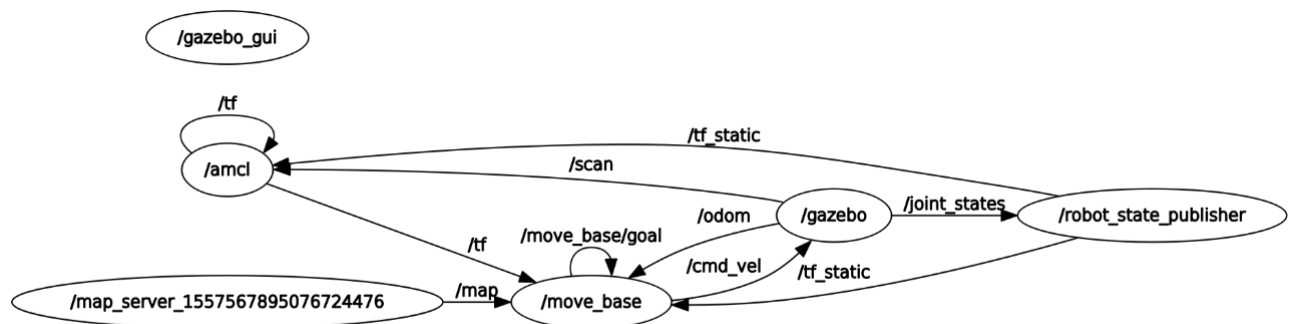 /gazebo_gui
/tf
/tf_static
/amcl
/scan
/gazebo
/joint_states
/robot_state_publisher
/odom
/move_base/goal
/tf
/cmd_vel
/tf_static
/map_server_1557567895076724476
/map
/move_base